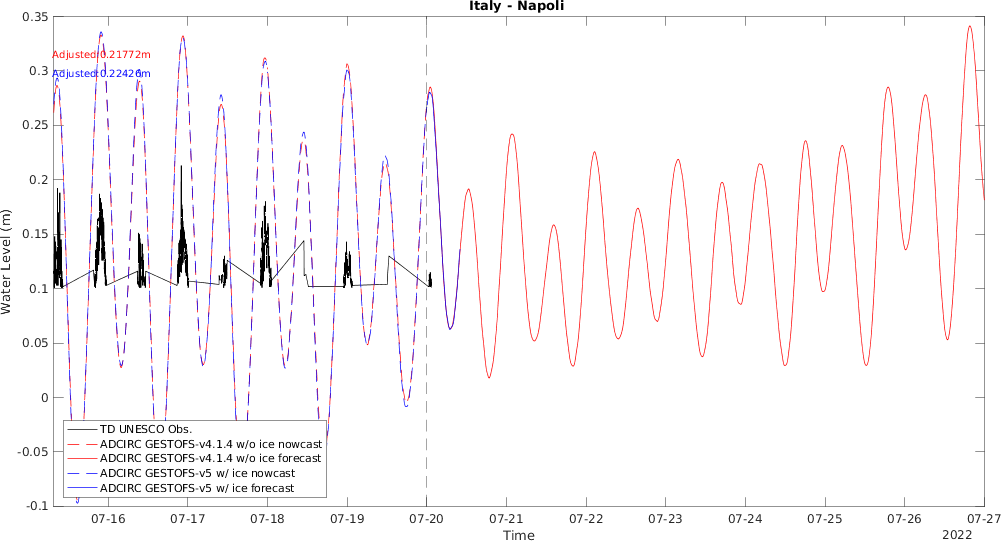 Italy - Napoli
Adjusted:0.21772m
Adjusted:0.22426m
Water Level (m)
0.35
0.3
0.25
0.2
0.15
0.1
0.05
0
-0.05
-0.1
TD UNESCO Obs.
ADCIRC GESTOFS-v4.1.4 w/o ice nowcast
ADCIRC GESTOFS-v4.1.4 w/o ice forecast
ADCIRC GESTOFS-v5 w/ ice nowcast
ADCIRC GESTOFS-v5 w/ ice forecast
07-16 07-17 07-18 07-19 07-20 07-21 07-22 07-23 07-24 07-25 07-26 07-27
Time
2022